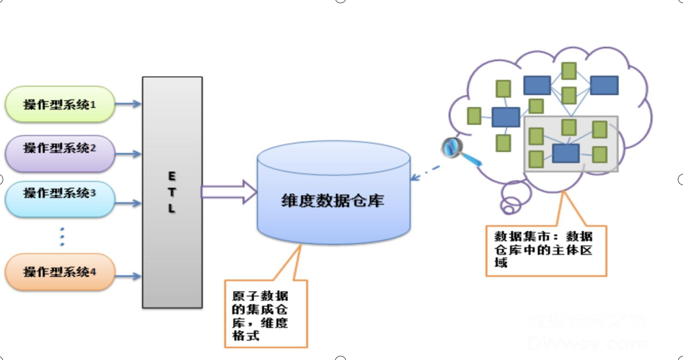 操作型系统1
操作型系统2
操作型系统3
操作型系统4
ETL
维度数据仓库
原子数据
的集成仓
库，维度
格式
数据集市：数据
仓库中的主体区
域